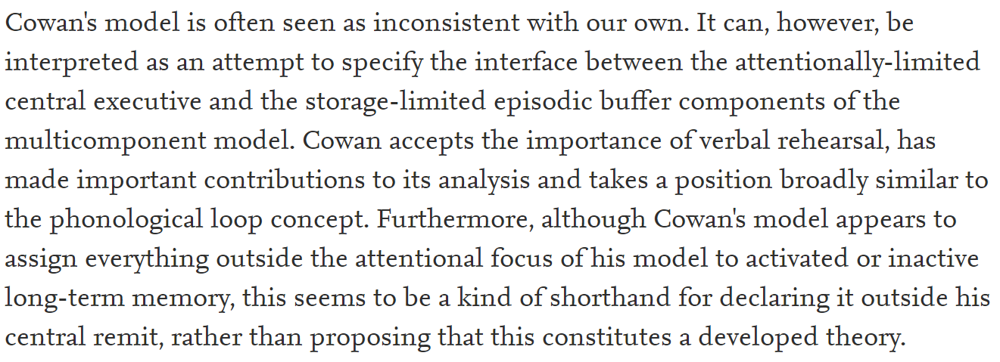 Cowan's model is often seen as inconsistent with our own. It can, however, be
interpreted as an attempt to specify the interface between the attentionally-limited
central executive and the storage-limited episodic buffer components of the
multicomponent model. Cowan accepts the importance of verbal rehearsal, has
made important contributions to its analysis and takes a position broadly similar to
the phonological loop concept. Furthermore, although Cowan's model appears to
assign everything outside the attentional focus of his model to activated or inactive
long-term memory, this seems to be a kind of shorthand for declaring it outside his
central remit, rather than proposing that this constitutes a developed theory.